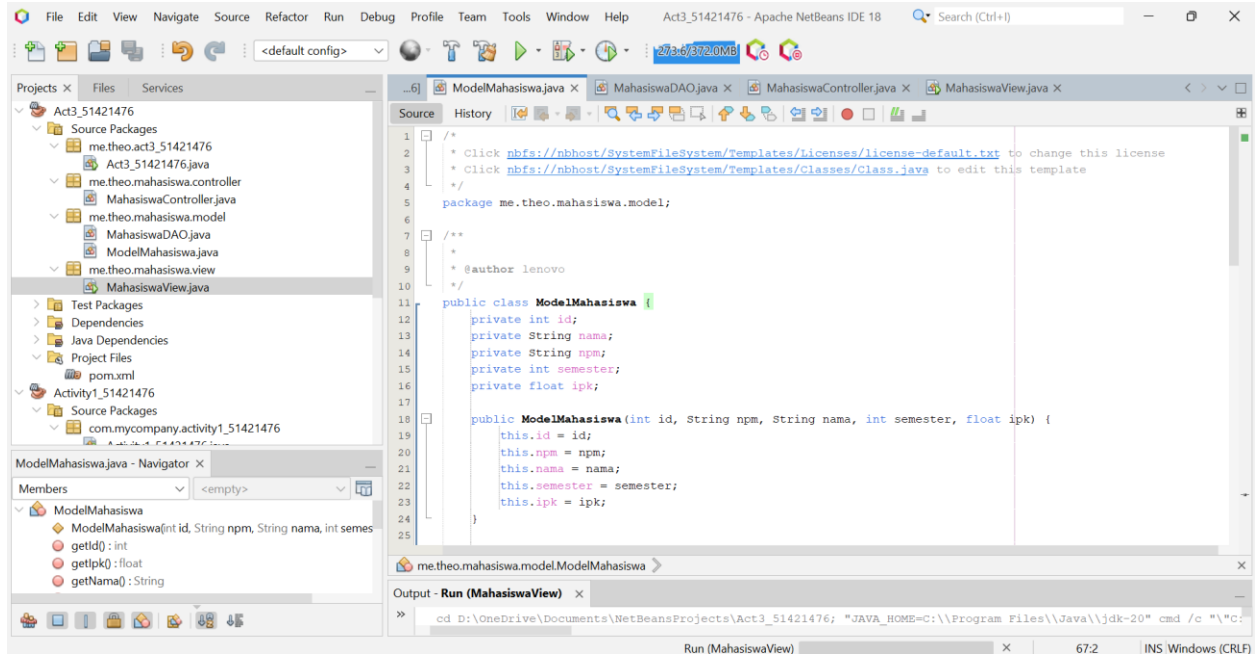 File Edit View Navigate Source Refactor Run Debug Profile Team Tools Window Help Act3_51421476 - Apache NetBeans IDE 18 Search (Ctrl+I)
<default config> 273.6/372.0MB
Projects Files Services
Act3_51421476
Source Packages
me.theo.act3_51421476
Act3_51421476.java
me.theo.mahasiswa.controller
MahasiswaController.java
me.theo.mahasiswa.model
MahasiswaDAO.java
ModelMahasiswa.java
me.theo.mahasiswa.view
MahasiswaView.java
Test Packages
Dependencies
Java Dependencies
Project Files
pom.xml
Activity1_51421476
Source Packages
com.mycompany.activity1_51421476
Activity1_51421476.java
ModelMahasiswa.java - Navigator
Members <empty>
ModelMahasiswa
ModelMahasiswa(int id, String npm, String nama, int semes
getId() : int
getIpk() : float
getNama() : String
...6] ModelMahasiswa.java MahasiswaDAO.java MahasiswaController.java MahasiswaView.java
Source History
1 /*
2 * Click nbfs://nbhost/SystemFileSystem/Templates/Licenses/license-default.txt to change this license
3 * Click nbfs://nbhost/SystemFileSystem/Templates/Classes/Class.java to edit this template
4 */
5 package me.theo.mahasiswa.model;
6
7 /**
8 *
9 * @author lenovo
10 */
11 public class ModelMahasiswa {
12 private int id;
13 private String nama;
14 private String npm;
15 private int semester;
16 private float ipk;
17
18 public ModelMahasiswa(int id, String npm, String nama, int semester, float ipk) {
19 this.id = id;
20 this.npm = npm;
21 this.nama = nama;
22 this.semester = semester;
23 this.ipk = ipk;
24 }
25
me.theo.mahasiswa.model.ModelMahasiswa
Output - Run (MahasiswaView)
cd D:\OneDrive\Documents\NetBeansProjects\Act3_51421476; "JAVA_HOME=C:\\Program Files\\Java\\jdk-20" cmd /c "\"C:
Run (MahasiswaView) 67:2 INS Windows (CRLF)